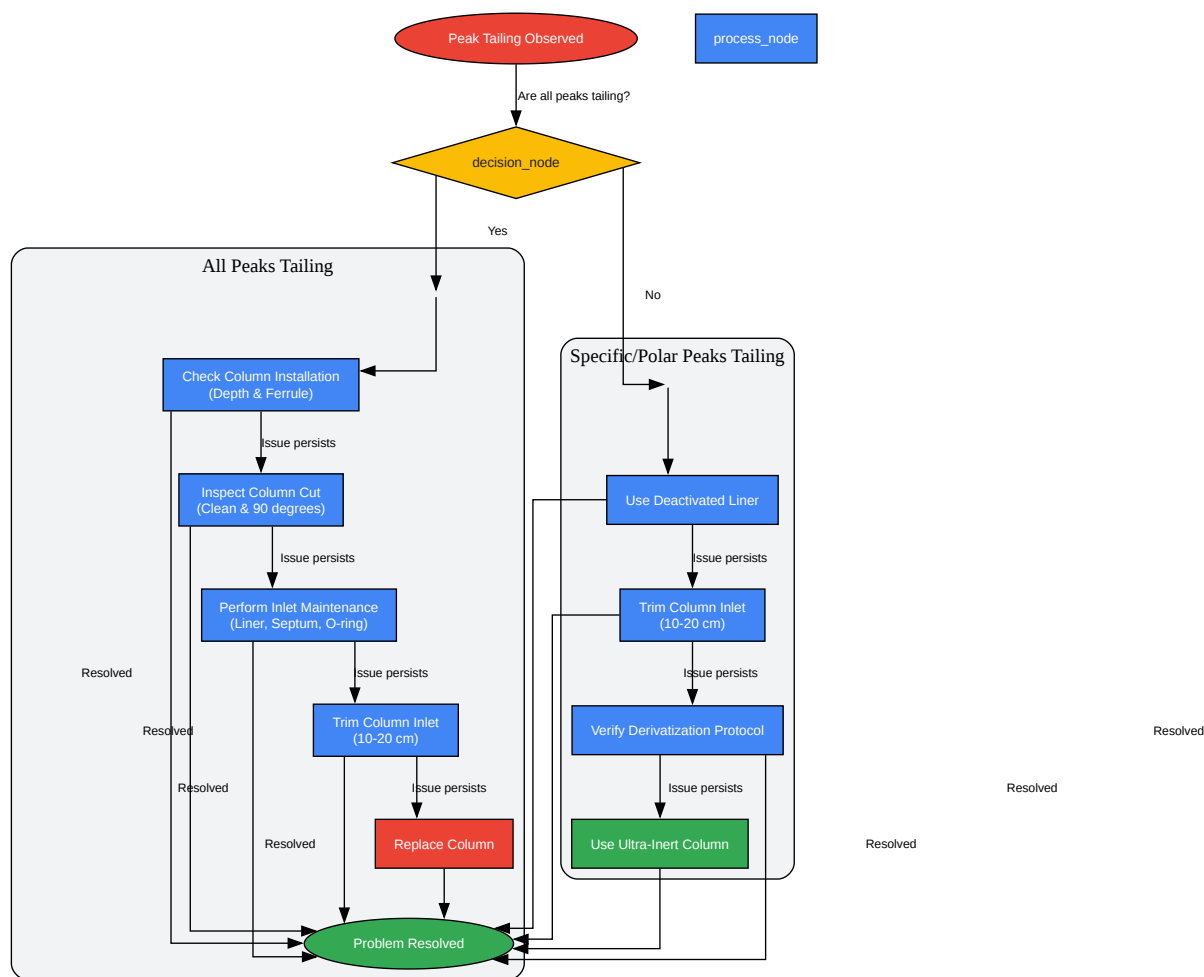 Peak Tailing Observed
process_node
Are all peaks tailing?
decision_node
Yes
All Peaks Tailing
No
Specific/Polar Peaks Tailing
Check Column Installation
(Depth & Ferrule)
Issue persists
Inspect Column Cut
(Clean & 90 degrees)
Use Deactivated Liner
Issue persists
Issue persists
Perform Inlet Maintenance
(Liner, Septum, O-ring)
Trim Column Inlet
(10-20 cm)
Resolved
Issue persists
Issue persists
Trim Column Inlet
(10-20 cm)
Resolved
Verify Derivatization Protocol
Resolved
Resolved
Issue persists
Issue persists
Resolved
Resolved
Replace Column
Use Ultra-Inert Column
Resolved
Problem Resolved